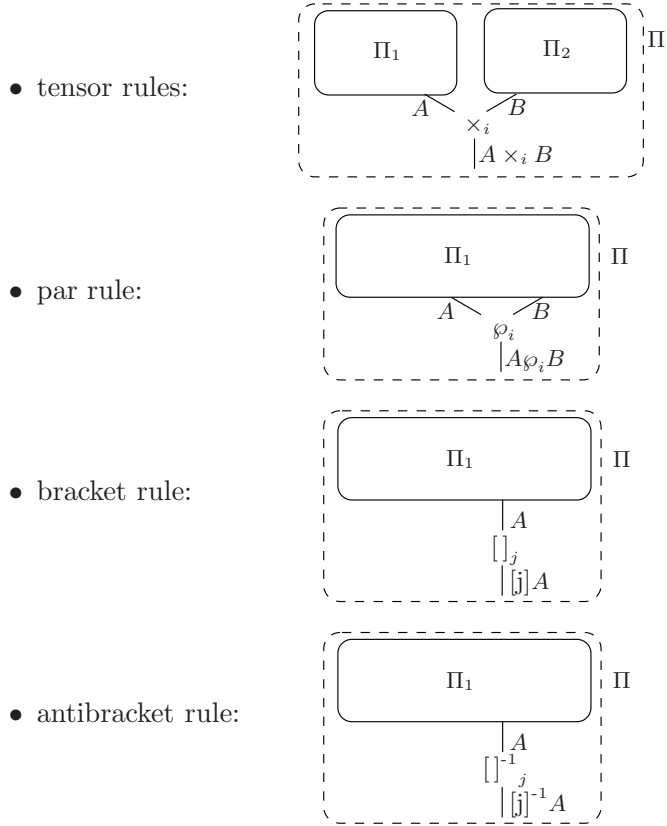 Π₁ Π₂ Π
• tensor rules:
A B
×ᵢ
A ×ᵢ B
Π₁ Π
• par rule:
A B
℘ᵢ
A℘ᵢB
Π₁ Π
• bracket rule:
A
[ ]ⱼ
[j]A
Π₁ Π
• antibracket rule:
A
[ ]⁻¹ⱼ
[j]⁻¹A